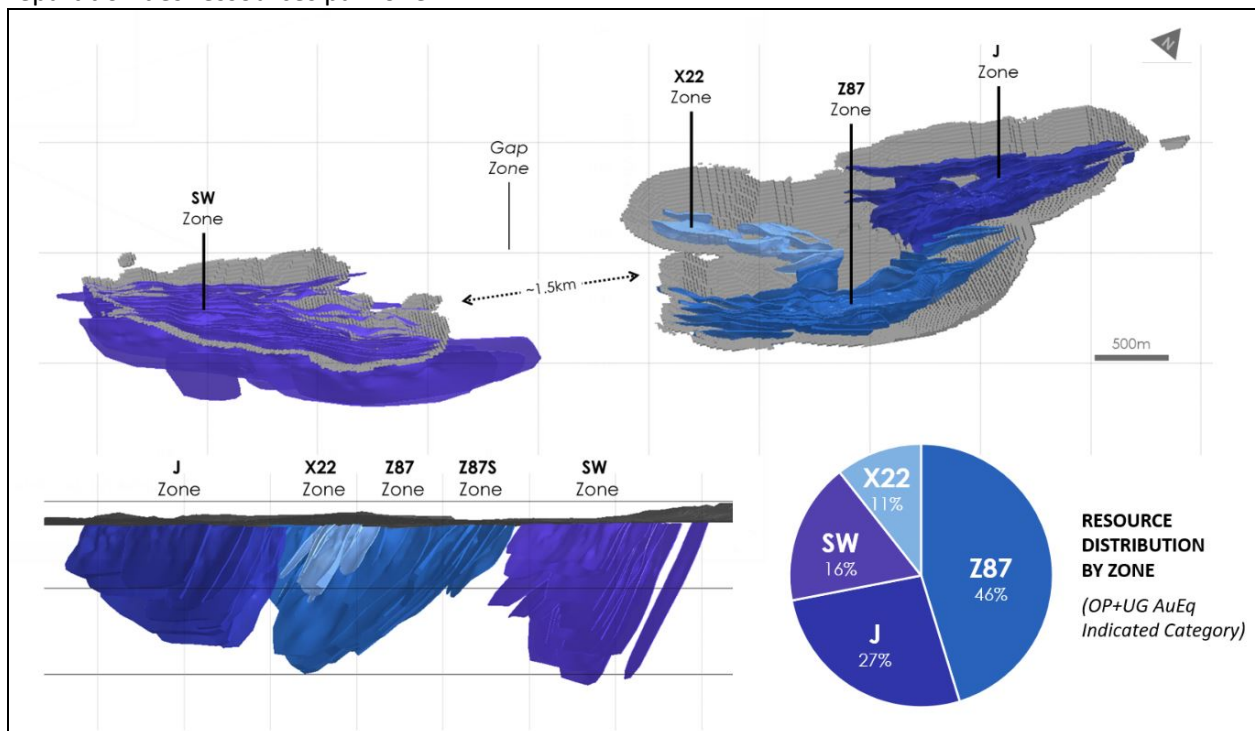 J
Zone
X22
Zone
Z87
Zone
Gap
Zone
SW
Zone
~1.5km
N
500m
J
Zone
X22
Zone
Z87
Zone
Z87S
Zone
SW
Zone
X22
11%
SW
16%
Z87
46%
J
27%
RESOURCE
DISTRIBUTION
BY ZONE
(OP+UG AuEq
Indicated Category)